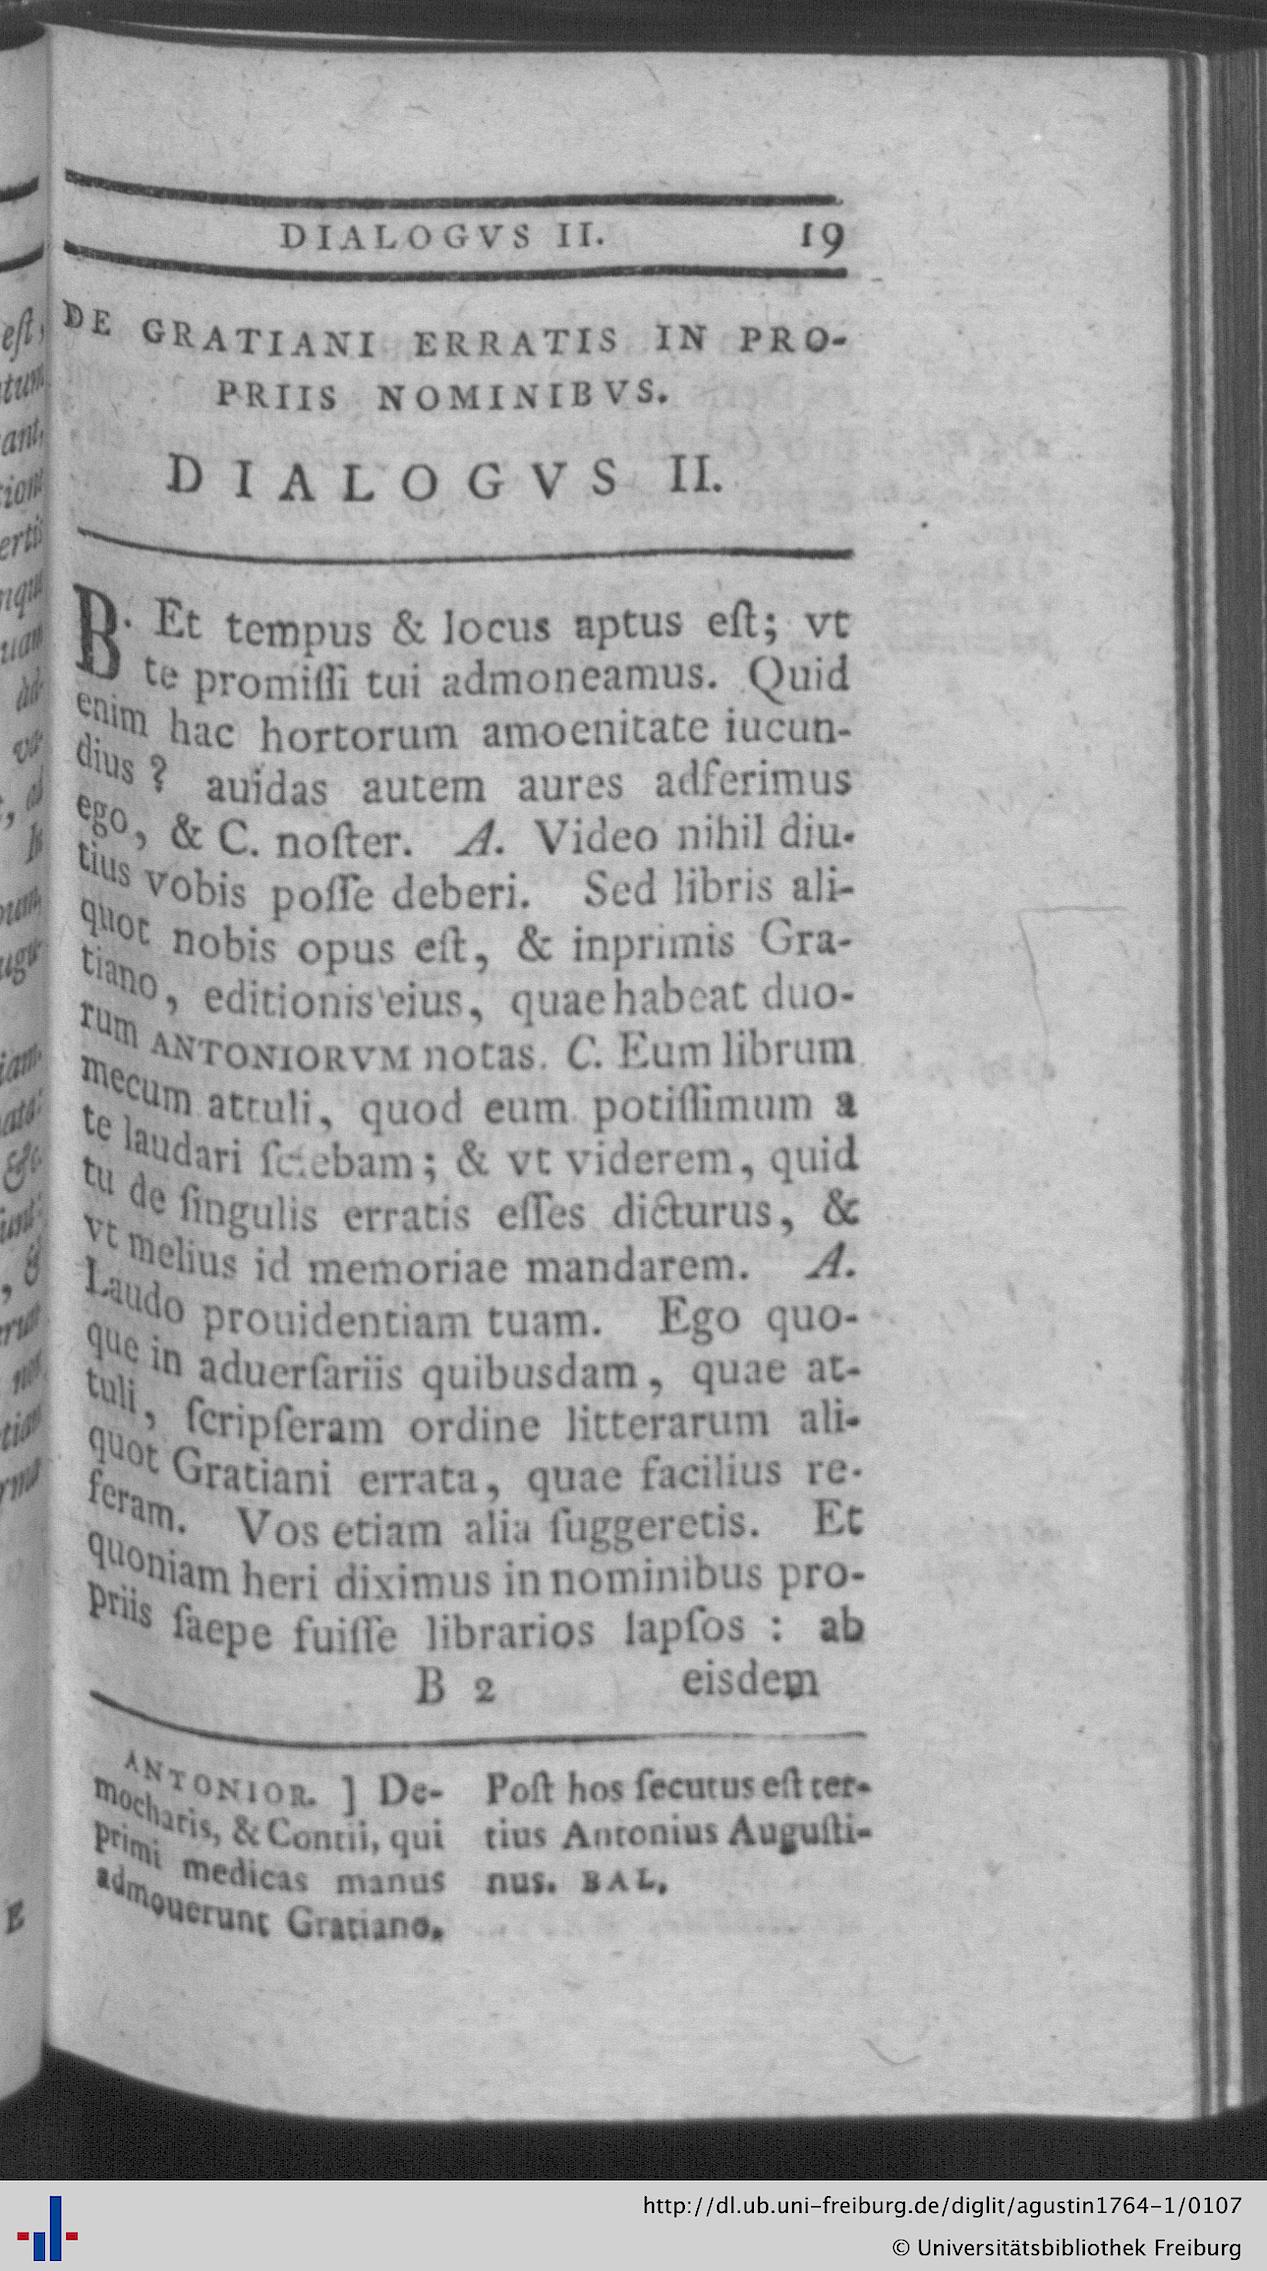 DIALOGVS II. 19
DE GRATIANI ERRATIS IN PRO-
PRIIS NOMINIBVS.
DIALOGVS II.
B. Et tempus & locus aptus eſt; vt
te promiſſi tui admoneamus. Quid
enim hac hortorum amoenitate iucun-
dius ? auidas autem aures adferimus
ego, & C. noſter. A. Video nihil diu-
tius vobis poſſe deberi. Sed libris ali-
quot nobis opus eſt, & inprimis Gra-
tiano, editionis eius, quae habeat duo-
rum ANTONIORVM notas. C. Eum librum
mecum attuli, quod eum potiſſimum a
te laudari ſciebam; & vt viderem, quid
tu de ſingulis erratis eſſes dicturus, &
vt melius id memoriae mandarem. A.
Laudo prouidentiam tuam. Ego quo-
que in aduerſariis quibusdam, quae at-
tuli, ſcripſeram ordine litterarum ali-
quot Gratiani errata, quae facilius re-
feram. Vos etiam alia ſuggeretis. Et
quoniam heri diximus in nominibus pro-
priis ſaepe fuiſſe librarios lapſos : ab
B 2 eisdem
ANTONIOR. ] De-
mocharis, & Contii, qui
primi medicas manus
admouerunt Gratiano.
Poſt hos ſecutus eſt ter-
tius Antonius Auguſti-
nus. BAL.
http://dl.ub.uni-freiburg.de/diglit/agustin1764-1/0107
© Universitätsbibliothek Freiburg